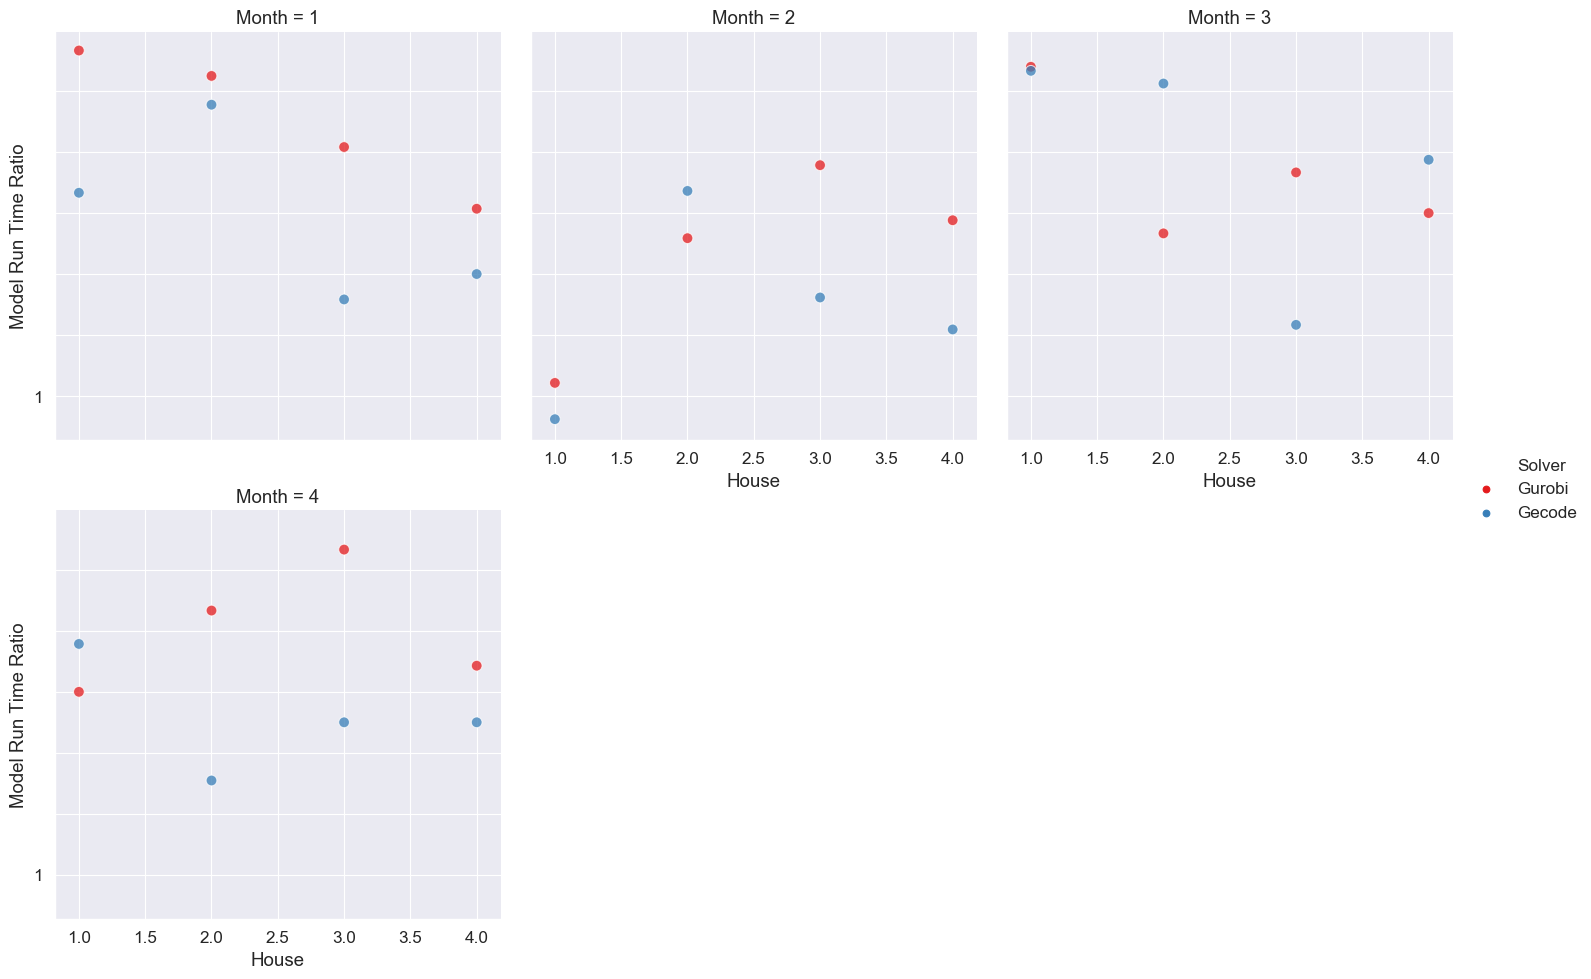 Month = 1
Month = 2
Month = 3
Model Run Time Ratio
1
1.0 1.5 2.0 2.5 3.0 3.5 4.0
House
1.0 1.5 2.0 2.5 3.0 3.5 4.0
House
Solver
Gurobi
Gecode
Month = 4
Model Run Time Ratio
1
1.0 1.5 2.0 2.5 3.0 3.5 4.0
House